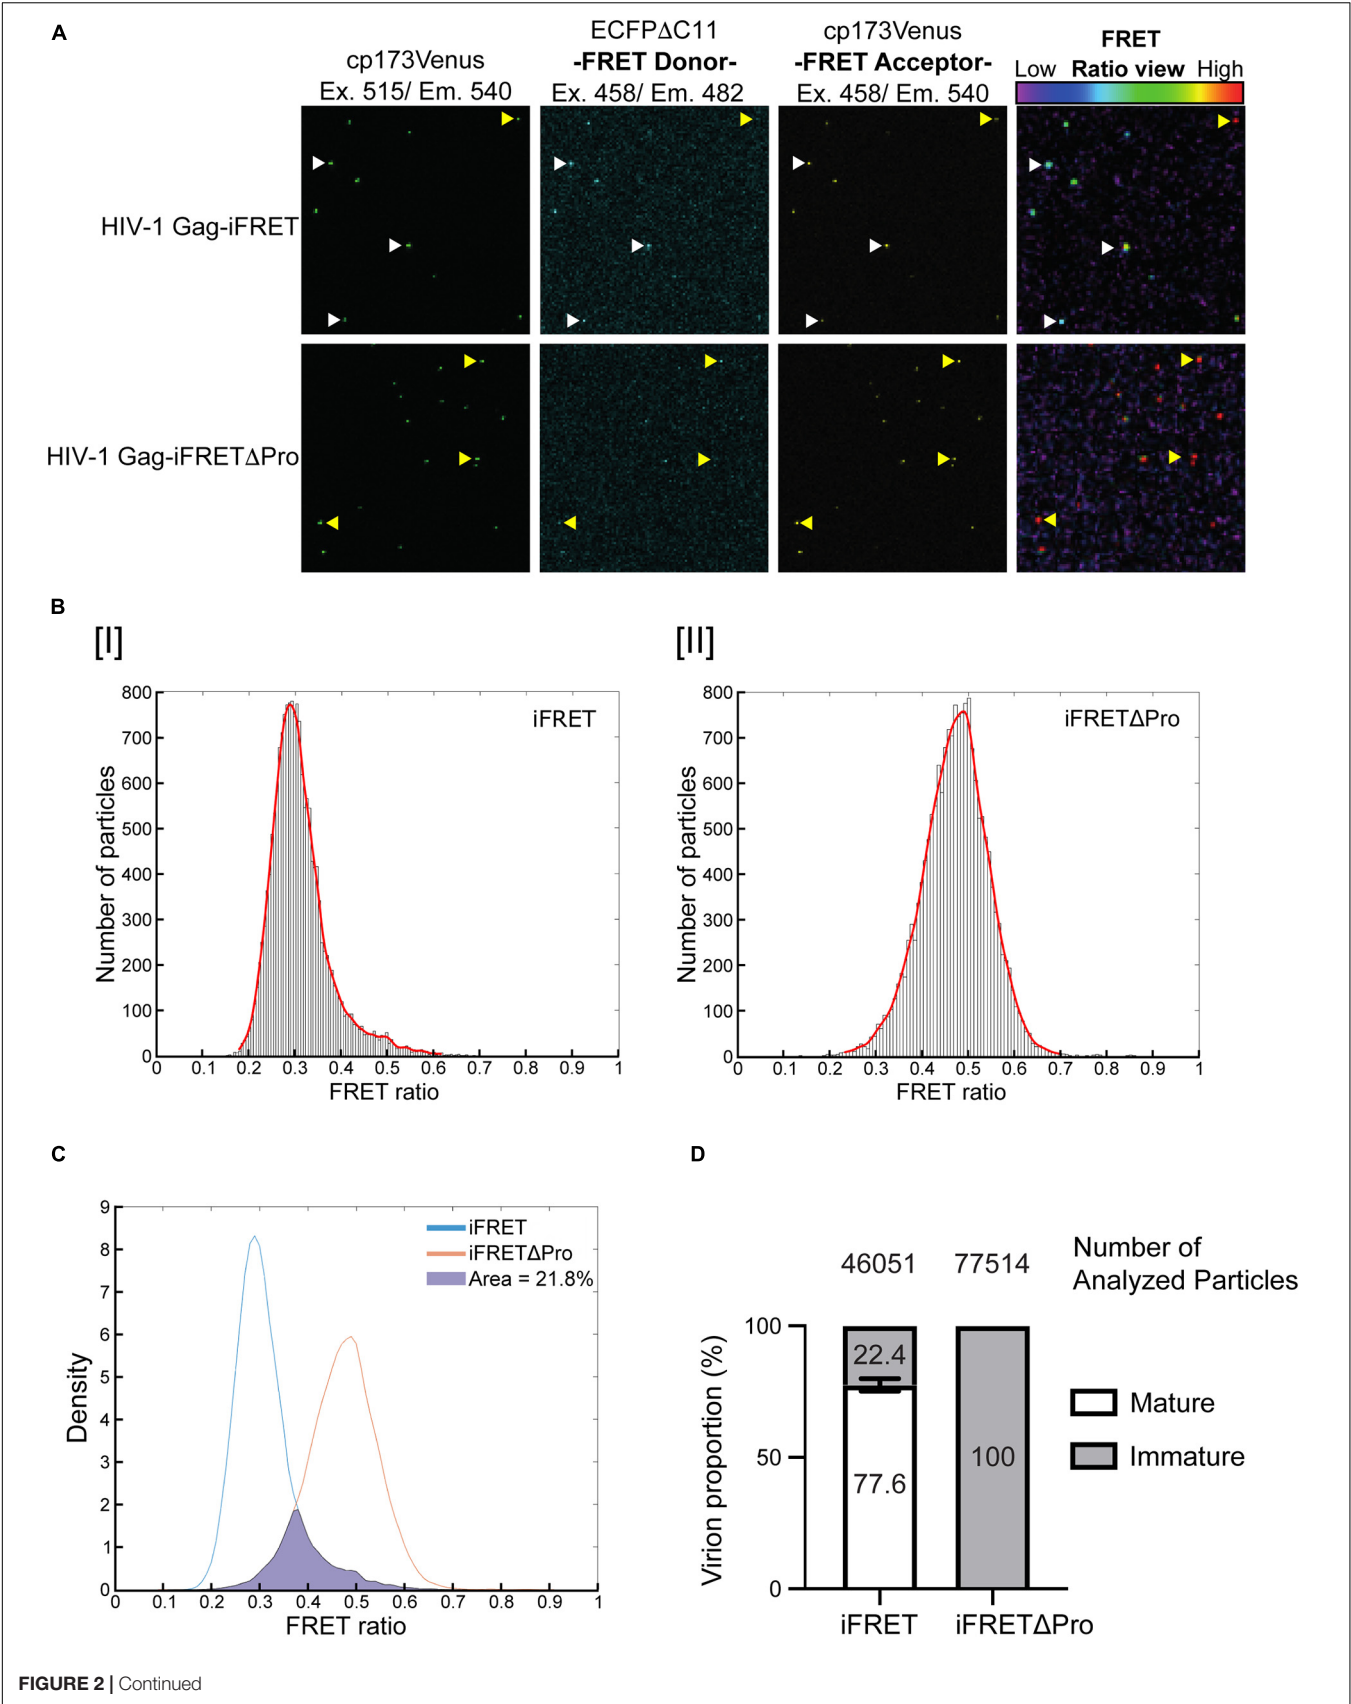 A
cp173Venus
Ex. 515/ Em. 540
ECFPΔC11
-FRET Donor-
Ex. 458/ Em. 482
cp173Venus
-FRET Acceptor-
Ex. 458/ Em. 540
FRET
Low Ratio view High
HIV-1 Gag-iFRET
HIV-1 Gag-iFRETΔPro
B
[I]
iFRET
Number of particles
800
700
600
500
400
300
200
100
0
0 0.1 0.2 0.3 0.4 0.5 0.6 0.7 0.8 0.9 1
FRET ratio
[II]
iFRETΔPro
Number of particles
800
700
600
500
400
300
200
100
0
0 0.1 0.2 0.3 0.4 0.5 0.6 0.7 0.8 0.9 1
FRET ratio
C
iFRET
iFRETΔPro
Area = 21.8%
Density
9
8
7
6
5
4
3
2
1
0
0 0.1 0.2 0.3 0.4 0.5 0.6 0.7 0.8 0.9 1
FRET ratio
D
46051 77514 Number of
Analyzed Particles
Virion proportion (%)
100
50
0
22.4
77.6
100
Mature
Immature
iFRET iFRETΔPro
FIGURE 2 | Continued